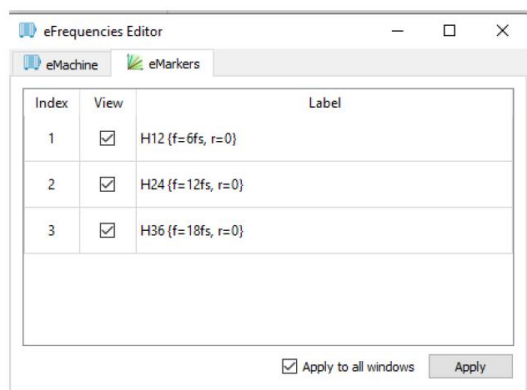 eFrequencies Editor
eMachine eMarkers
Index View Label
1 H12 {f=6fs, r=0}
2 H24 {f=12fs, r=0}
3 H36 {f=18fs, r=0}
Apply to all windows Apply